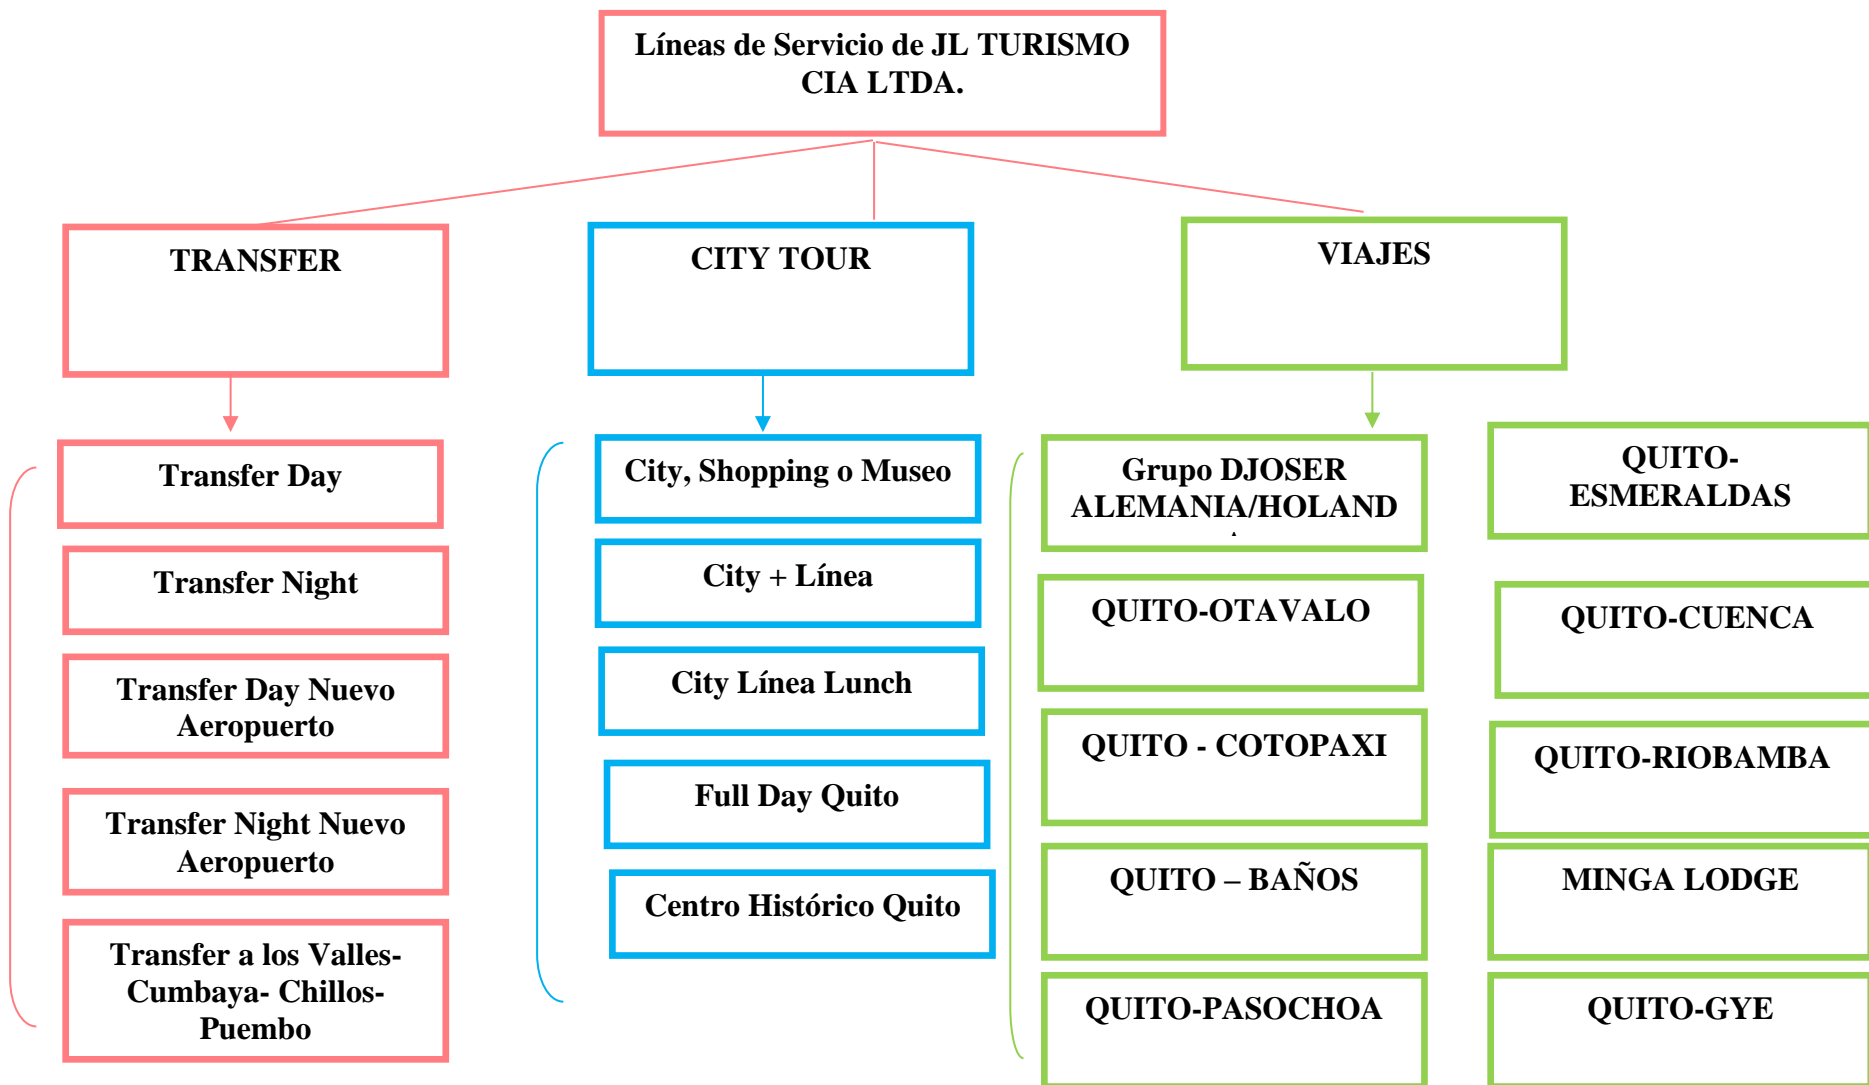 Líneas de Servicio de JL TURISMO
CIA LTDA.
TRANSFER
CITY TOUR
VIAJES
Transfer Day
Transfer Night
Transfer Day Nuevo
Aeropuerto
Transfer Night Nuevo
Aeropuerto
Transfer a los Valles-
Cumbaya- Chillos-
Puembo
City, Shopping o Museo
City + Línea
City Línea Lunch
Full Day Quito
Centro Histórico Quito
Grupo DJOSER
ALEMANIA/HOLAND
QUITO-OTAVALO
QUITO - COTOPAXI
QUITO – BAÑOS
QUITO-PASOCHOA
QUITO-
ESMERALDAS
QUITO-CUENCA
QUITO-RIOBAMBA
MINGA LODGE
QUITO-GYE